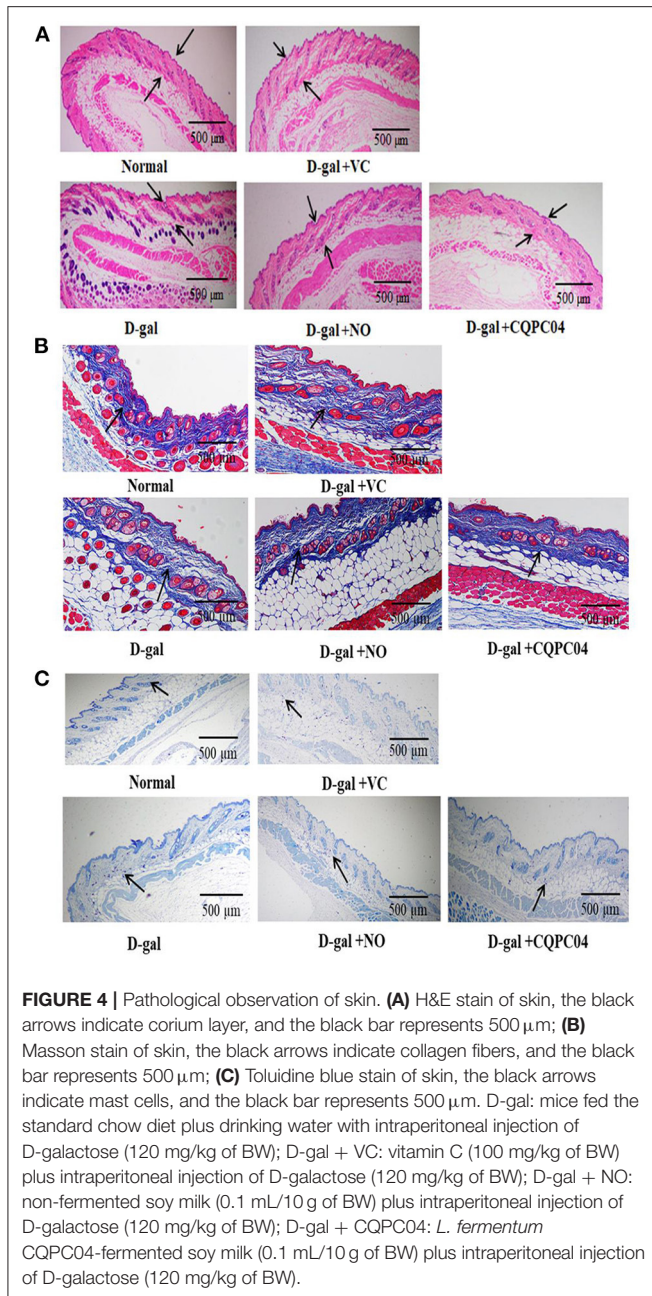 A
500 µm
500 µm
Normal
D-gal +VC
500 µm
500 µm
500 µm
D-gal
D-gal +NO
D-gal +CQPC04
B
500 µm
500 µm
Normal
D-gal +VC
500 µm
500 µm
500 µm
D-gal
D-gal +NO
D-gal +CQPC04
C
500 µm
500 µm
Normal
D-gal +VC
500 µm
500 µm
500 µm
D-gal
D-gal +NO
D-gal +CQPC04
FIGURE 4 | Pathological observation of skin. (A) H&E stain of skin, the black
arrows indicate corium layer, and the black bar represents 500 µm; (B)
Masson stain of skin, the black arrows indicate collagen fibers, and the black
bar represents 500 µm; (C) Toluidine blue stain of skin, the black arrows
indicate mast cells, and the black bar represents 500 µm. D-gal: mice fed the
standard chow diet plus drinking water with intraperitoneal injection of
D-galactose (120 mg/kg of BW); D-gal + VC: vitamin C (100 mg/kg of BW)
plus intraperitoneal injection of D-galactose (120 mg/kg of BW); D-gal + NO:
non-fermented soy milk (0.1 mL/10 g of BW) plus intraperitoneal injection of
D-galactose (120 mg/kg of BW); D-gal + CQPC04: L. fermentum
CQPC04-fermented soy milk (0.1 mL/10 g of BW) plus intraperitoneal injection
of D-galactose (120 mg/kg of BW).